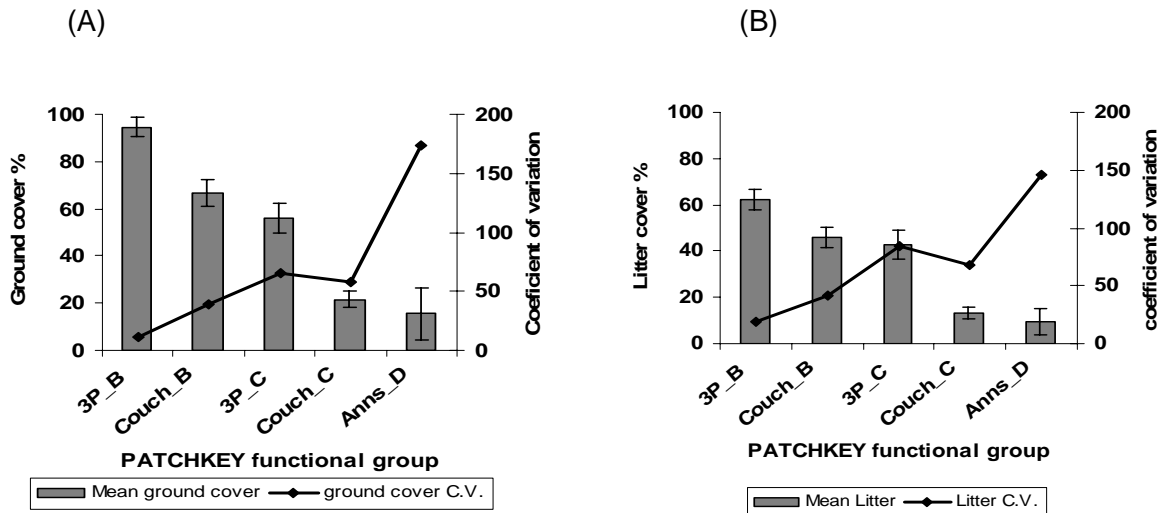 (A)
100
80
60
40
20
0
Ground cover %
200
150
100
50
0
Coeficient of variation
3P_B
Couch_B
3P_C
Couch_C
Anns_D
PATCHKEY functional group
Mean ground cover
ground cover C.V.
(B)
100
80
60
40
20
0
Litter cover %
200
150
100
50
0
coefficient of variation
3P_B
Couch_B
3P_C
Couch_C
Anns_D
PATCHKEY functional group
Mean Litter
Litter C.V.